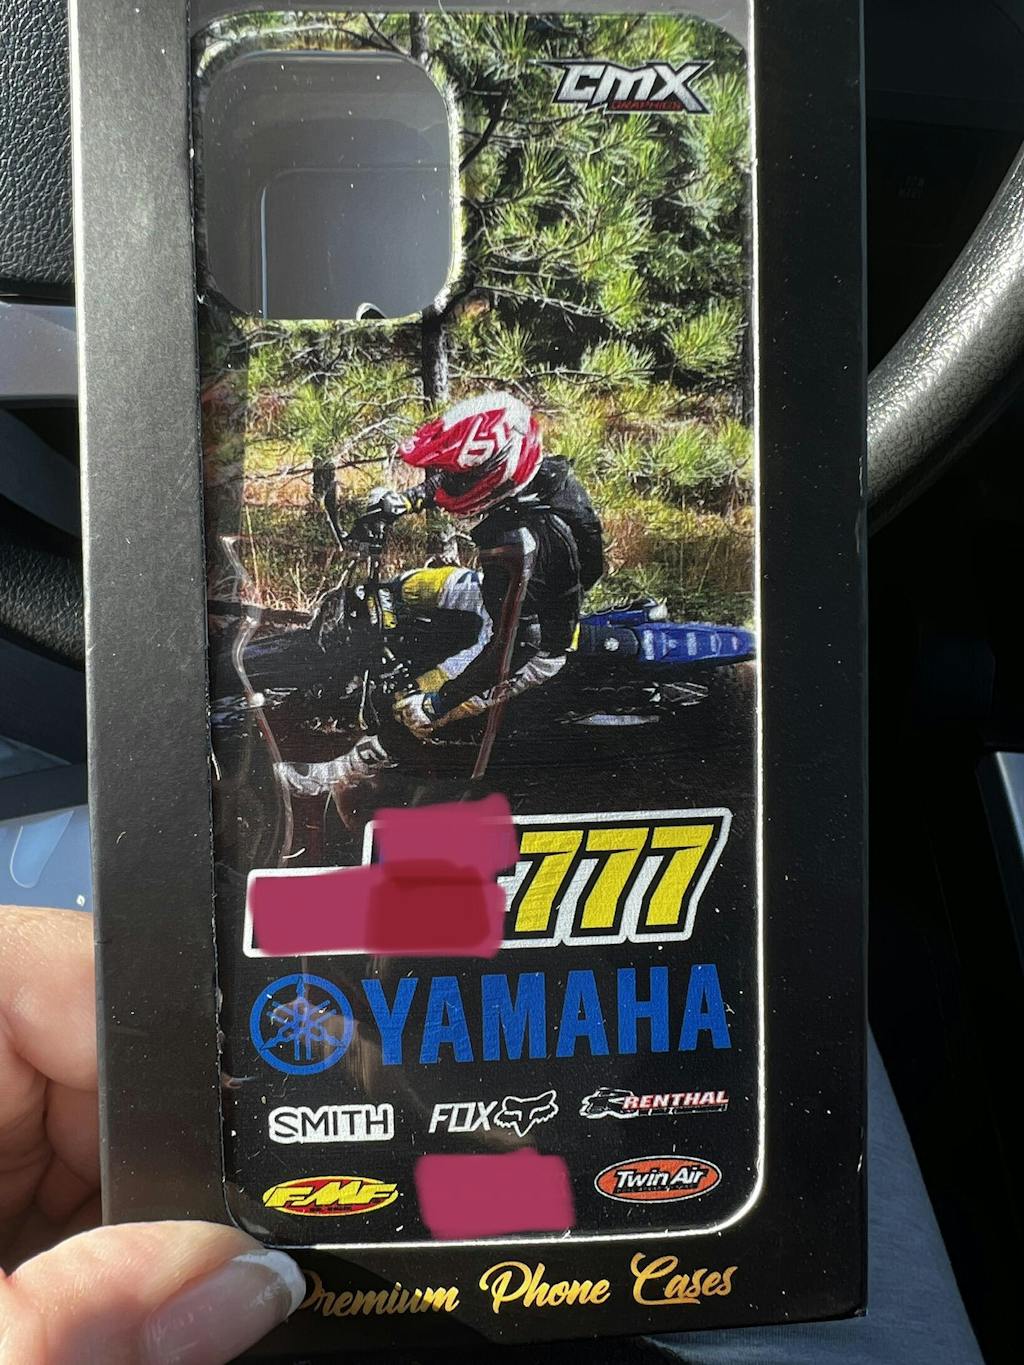 CMX
GRAPHICS
777
YAMAHA
SMITH FOX RENTHAL
FMF Twin Air
Premium Phone Cases